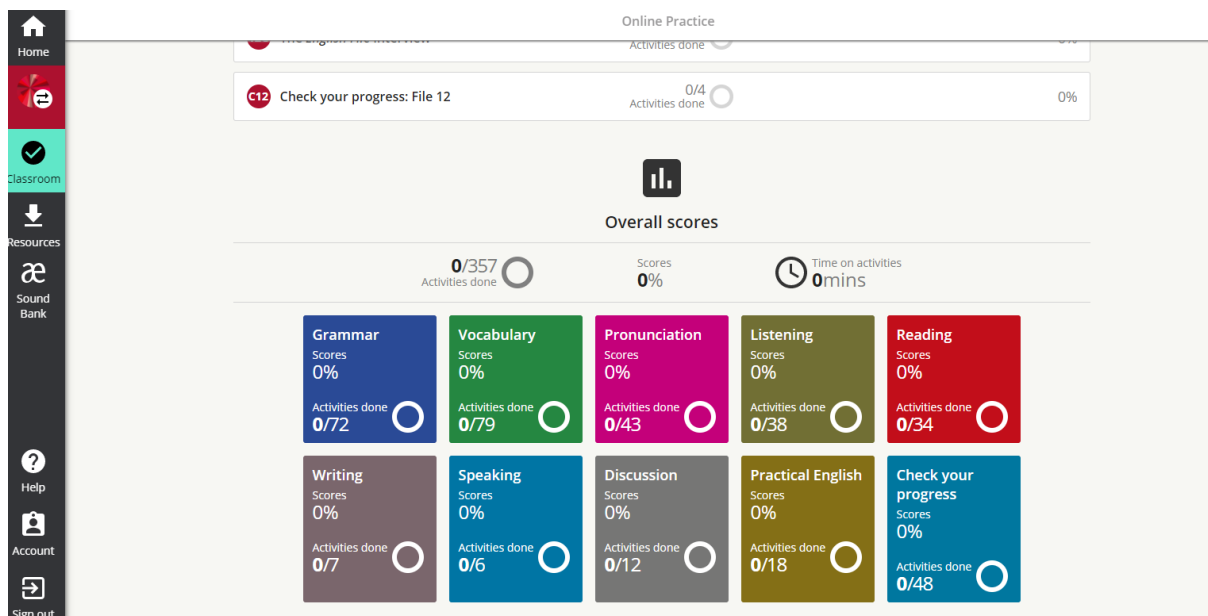 Online Practice
Home
Activities done
0%
C12 Check your progress: File 12
0/4
Activities done
0%
Classroom
Resources
æ
Sound
Bank
Overall scores
0/357
Activities done
Scores
0%
Time on activities
0mins
Grammar
Scores
0%
Activities done
0/72
Vocabulary
Scores
0%
Activities done
0/79
Pronunciation
Scores
0%
Activities done
0/43
Listening
Scores
0%
Activities done
0/38
Reading
Scores
0%
Activities done
0/34
Writing
Scores
0%
Activities done
0/7
Speaking
Scores
0%
Activities done
0/6
Discussion
Scores
0%
Activities done
0/12
Practical English
Scores
0%
Activities done
0/18
Check your
progress
Scores
0%
Activities done
0/48
Help
Account
Sign out